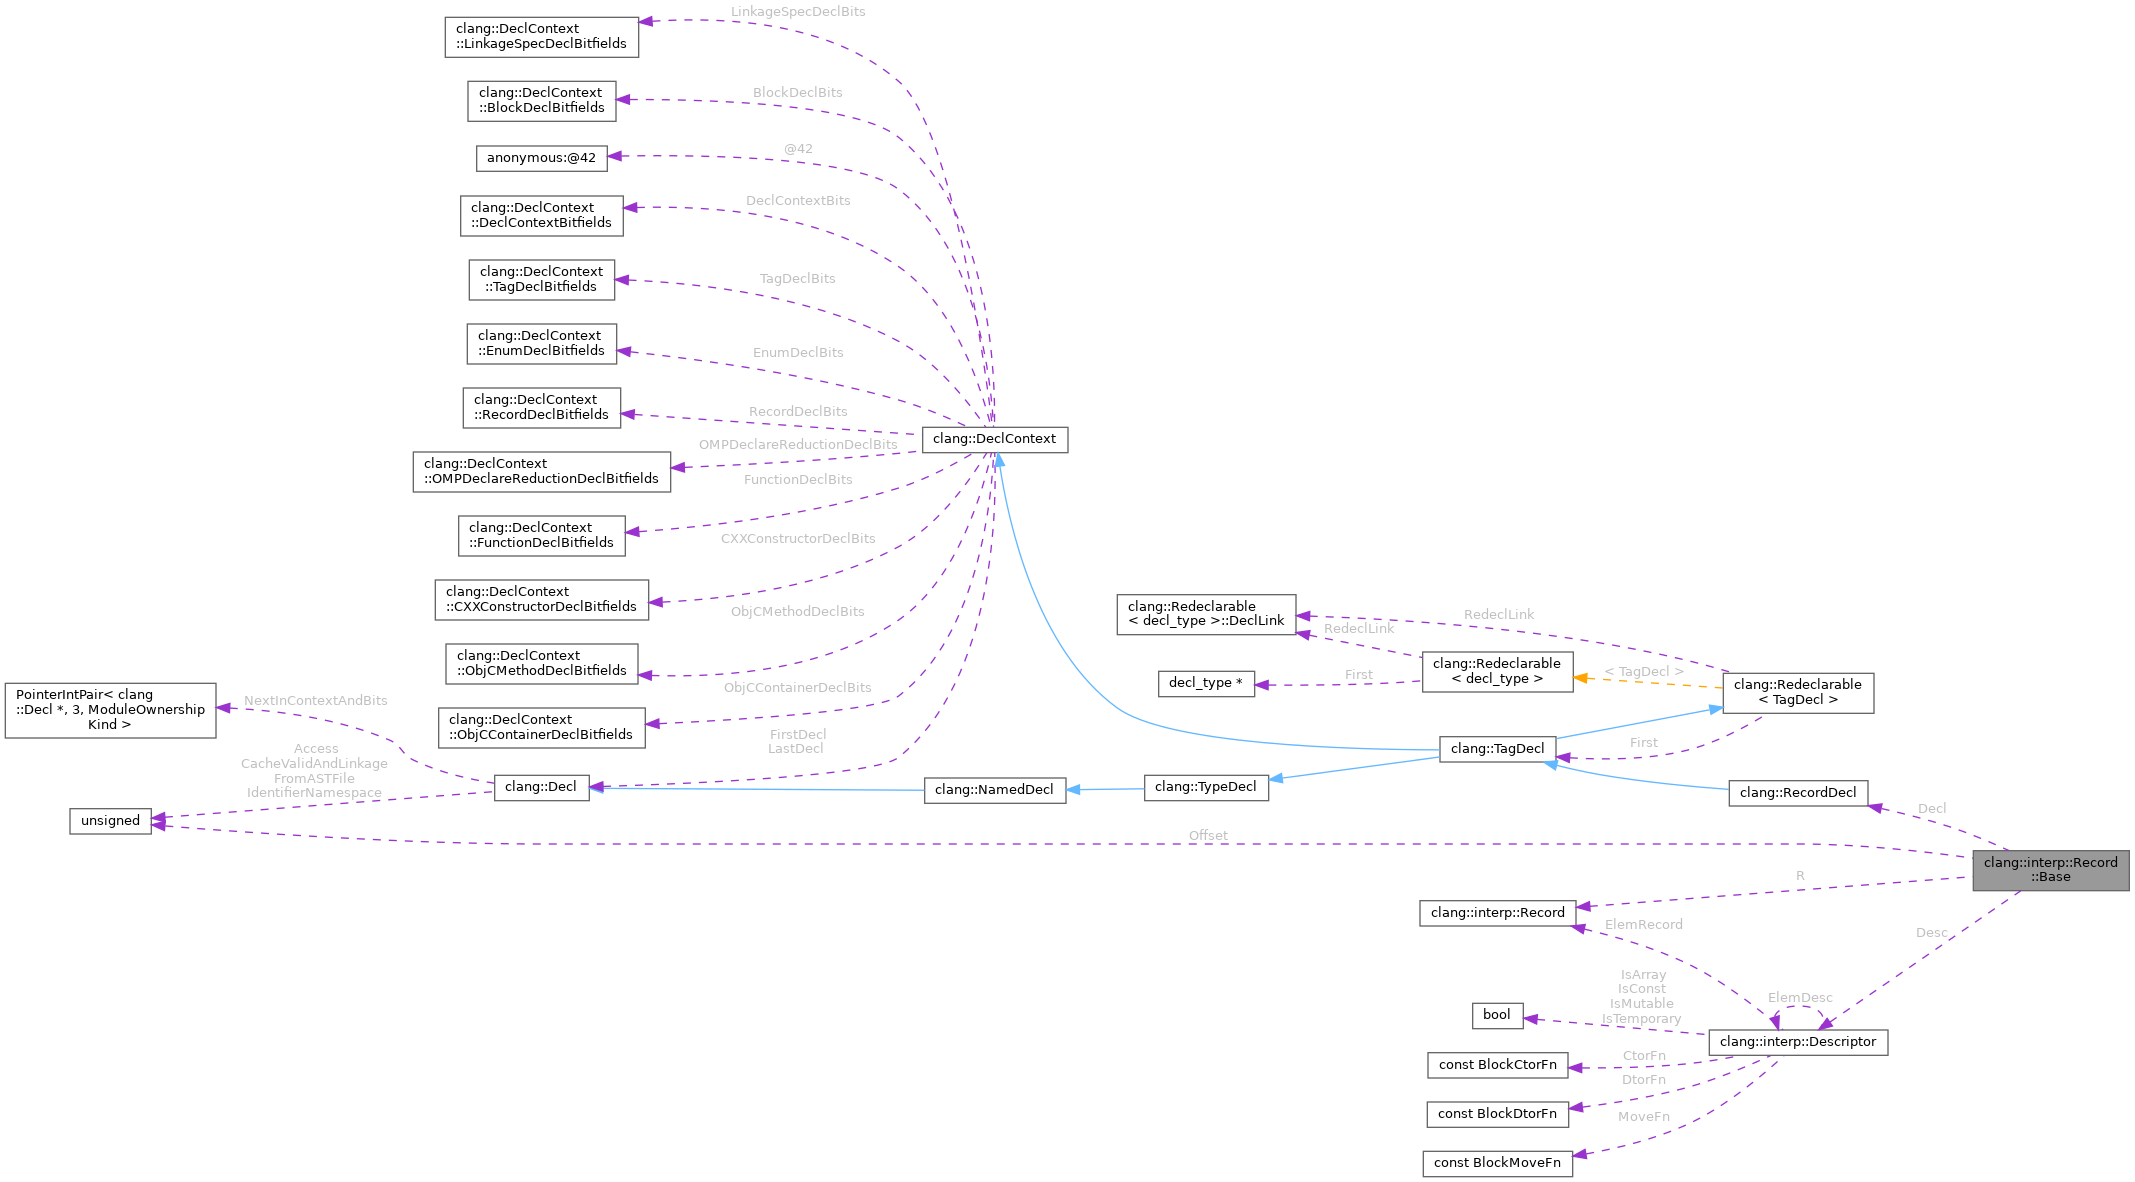 LinkageSpecDeclBits
clang::DeclContext
::LinkageSpecDeclBitfields
BlockDeclBits
clang::DeclContext
::BlockDeclBitfields
@42
anonymous:@42
DeclContextBits
clang::DeclContext
::DeclContextBitfields
TagDeclBits
clang::DeclContext
::TagDeclBitfields
EnumDeclBits
clang::DeclContext
::EnumDeclBitfields
RecordDeclBits
clang::DeclContext
::RecordDeclBitfields
clang::DeclContext
OMPDeclareReductionDeclBits
clang::DeclContext
::OMPDeclareReductionDeclBitfields
FunctionDeclBits
clang::DeclContext
::FunctionDeclBitfields
CXXConstructorDeclBits
clang::DeclContext
::CXXConstructorDeclBitfields
ObjCMethodDeclBits
clang::DeclContext
::ObjCMethodDeclBitfields
ObjCContainerDeclBits
clang::DeclContext
::ObjCContainerDeclBitfields
FirstDecl
LastDecl
PointerIntPair< clang
::Decl *, 3, ModuleOwnership
Kind >
NextInContextAndBits
Access
CacheValidAndLinkage
FromASTFile
IdentifierNamespace
unsigned
clang::Decl
clang::NamedDecl
clang::TypeDecl
clang::TagDecl
clang::Redeclarable
< decl_type >::DeclLink
RedeclLink
RedeclLink
decl_type *
First
clang::Redeclarable
< decl_type >
< TagDecl >
clang::Redeclarable
< TagDecl >
First
clang::RecordDecl
Decl
Offset
clang::interp::Record
::Base
R
clang::interp::Record
ElemRecord
Desc
IsArray
IsConst
IsMutable
IsTemporary
ElemDesc
bool
clang::interp::Descriptor
CtorFn
const BlockCtorFn
DtorFn
const BlockDtorFn
MoveFn
const BlockMoveFn